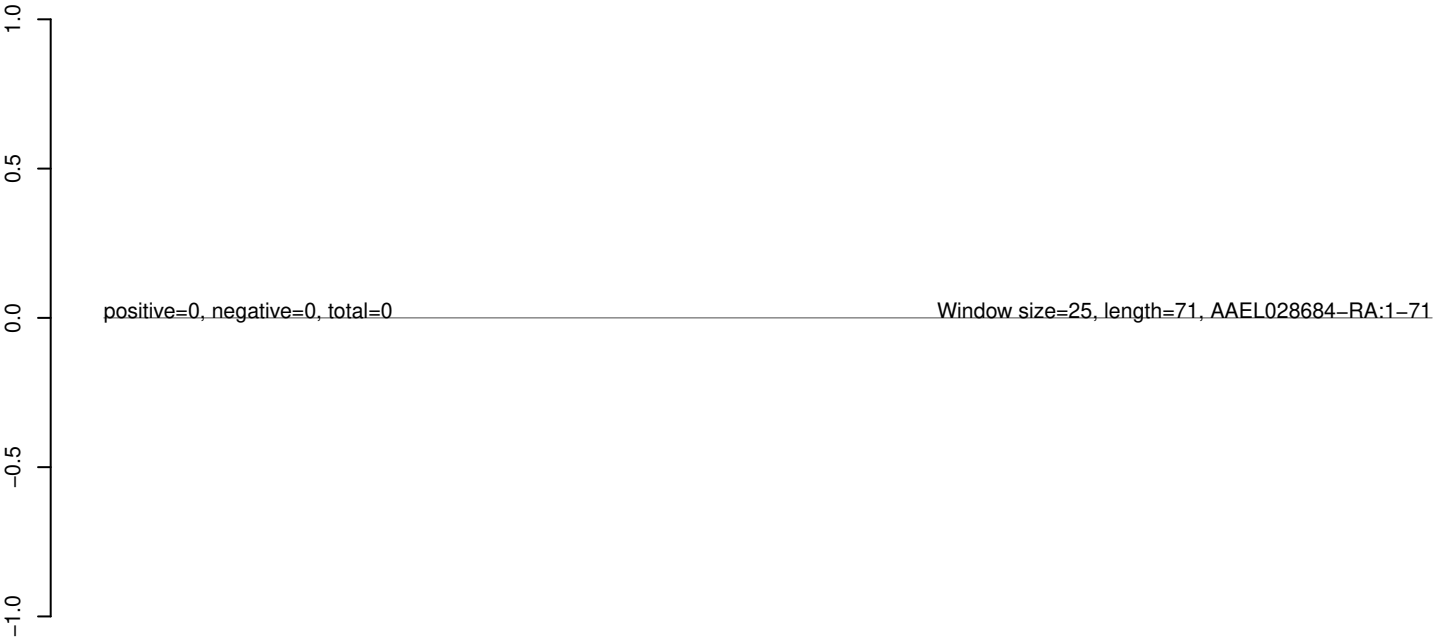 1.0
0.5
0.0
−0.5
−1.0
positive=0, negative=0, total=0
Window size=25, length=71, AAEL028684−RA:1−71